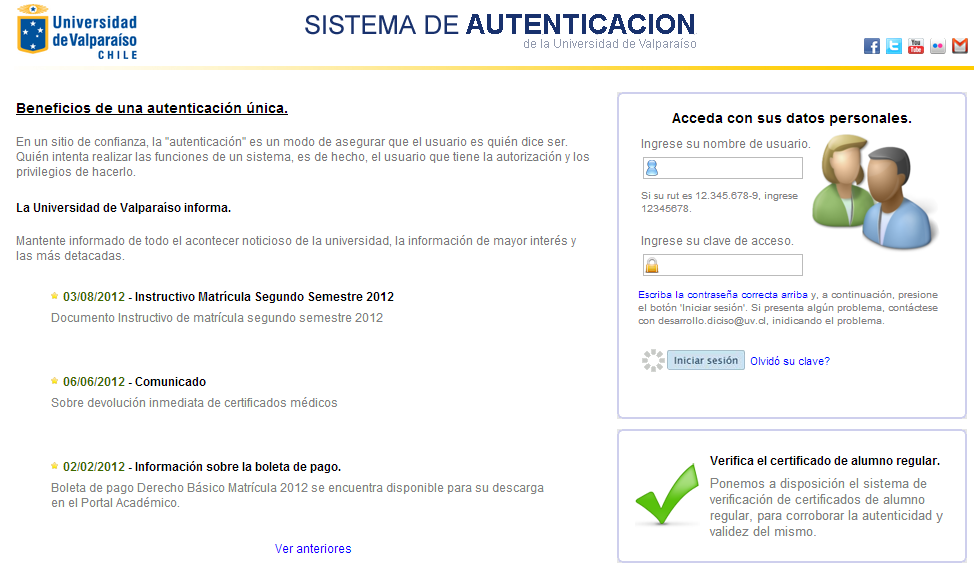 Universidad
de Valparaíso
CHILE
SISTEMA DE AUTENTICACION
de la Universidad de Valparaíso
You
Tube
Beneficios de una autenticación única.
En un sitio de confianza, la "autenticación" es un modo de asegurar que el usuario es quién dice ser.
Quién intenta realizar las funciones de un sistema, es de hecho, el usuario que tiene la autorización y los
privilegios de hacerlo.
La Universidad de Valparaíso informa.
Mantente informado de todo el acontecer noticioso de la universidad, la información de mayor interés y
las más detacadas.
03/08/2012 - Instructivo Matrícula Segundo Semestre 2012
Documento Instructivo de matrícula segundo semestre 2012
06/06/2012 - Comunicado
Sobre devolución inmediata de certificados médicos
02/02/2012 - Información sobre la boleta de pago.
Boleta de pago Derecho Básico Matrícula 2012 se encuentra disponible para su descarga
en el Portal Académico.
Ver anteriores
Acceda con sus datos personales.
Ingrese su nombre de usuario.
Si su rut es 12.345.678-9, ingrese
12345678.
Ingrese su clave de acceso.
Escriba la contraseña correcta arriba y, a continuación, presione
el botón 'Iniciar sesión'. Si presenta algún problema, contáctese
con desarrollo.diciso@uv.cl, inidicando el problema.
Iniciar sesión Olvidó su clave?
Verifica el certificado de alumno regular.
Ponemos a disposición el sistema de
verificación de certificados de alumno
regular, para corroborar la autenticidad y
validez del mismo.